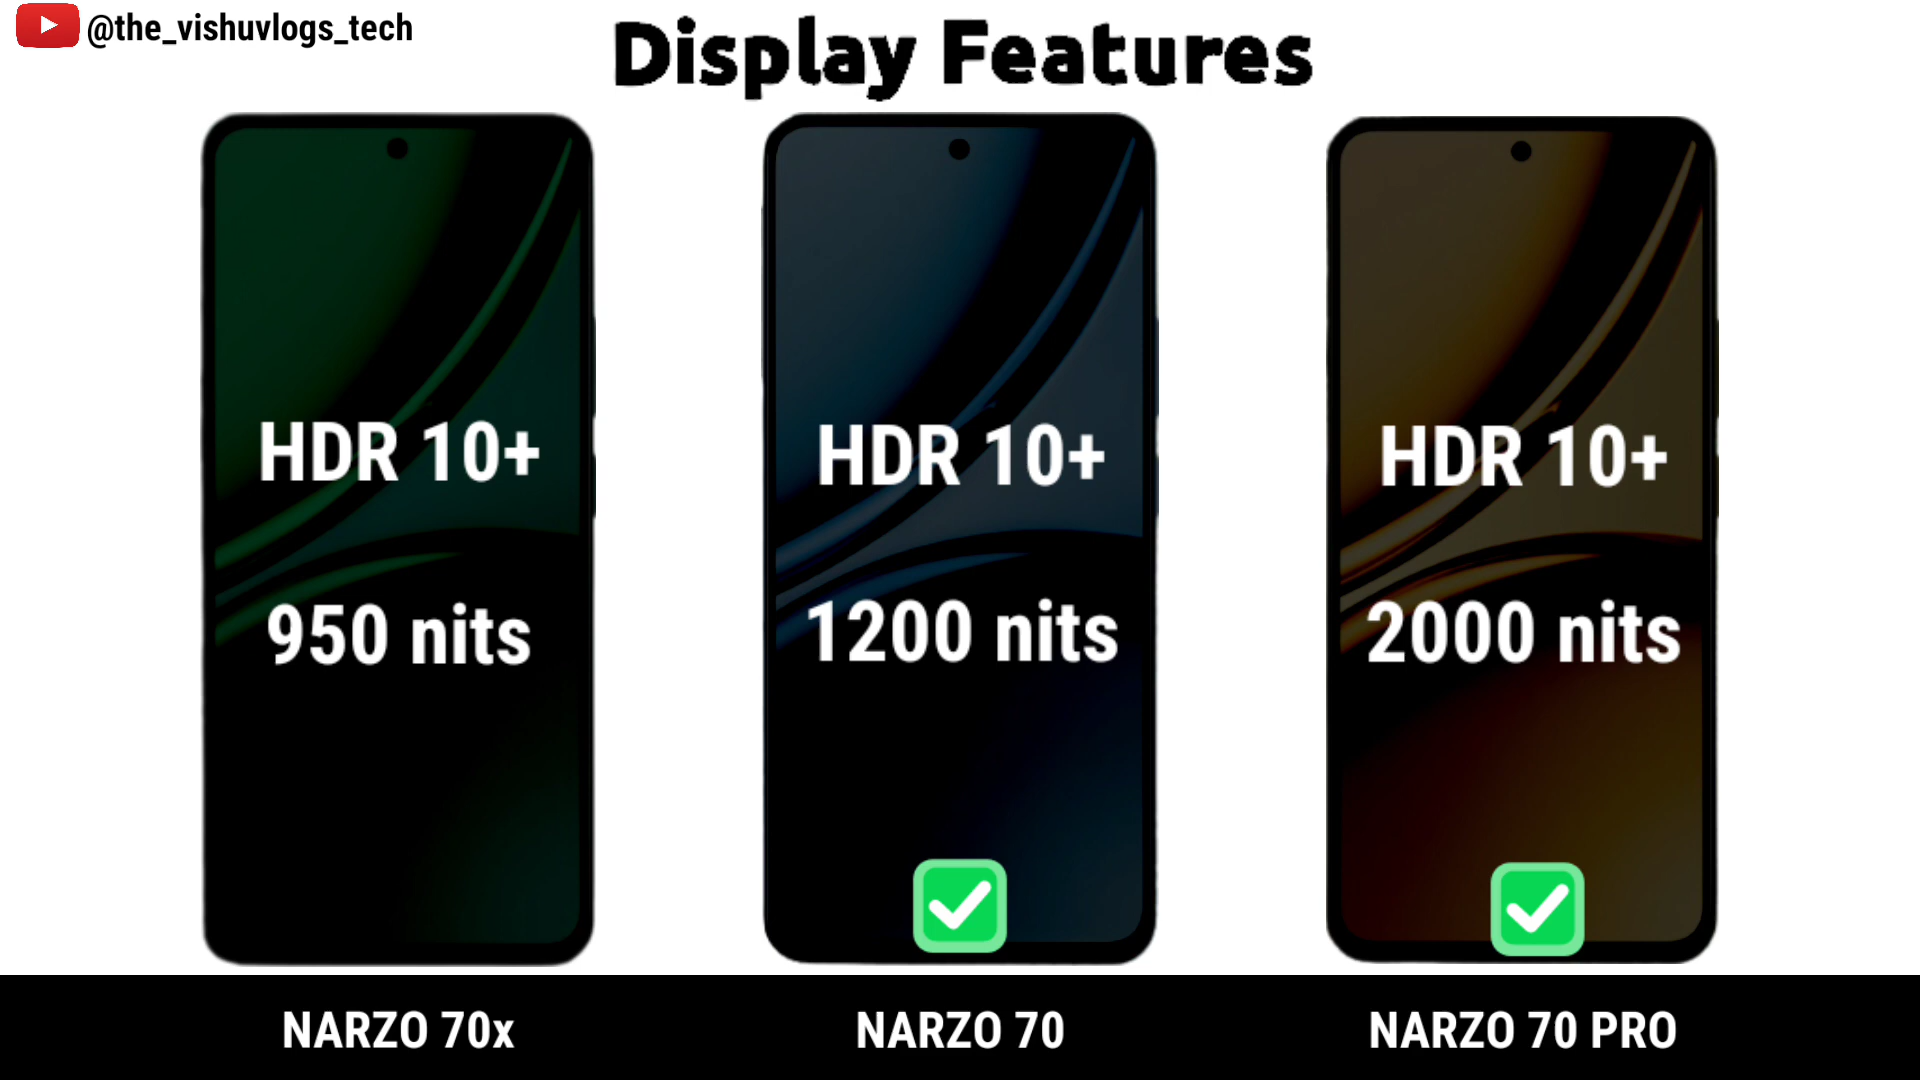 @the_vishuvlogs_tech
Display Features
HDR 10+
950 nits
NARZO 70x
HDR 10+
1200 nits
NARZO 70
HDR 10+
2000 nits
NARZO 70 PRO